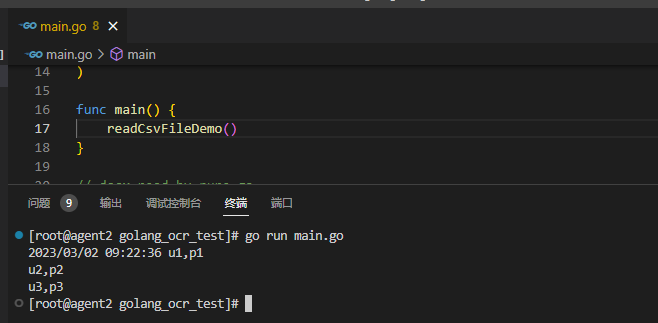 GO main.go 8
GO main.go > main
14 )
15
16 func main() {
17 readCsvFileDemo()
18 }
19
问题 9 输出 调试控制台 终端 端口
[root@agent2 golang_ocr_test]# go run main.go
2023/03/02 09:22:36 u1,p1
u2,p2
u3,p3
[root@agent2 golang_ocr_test]#